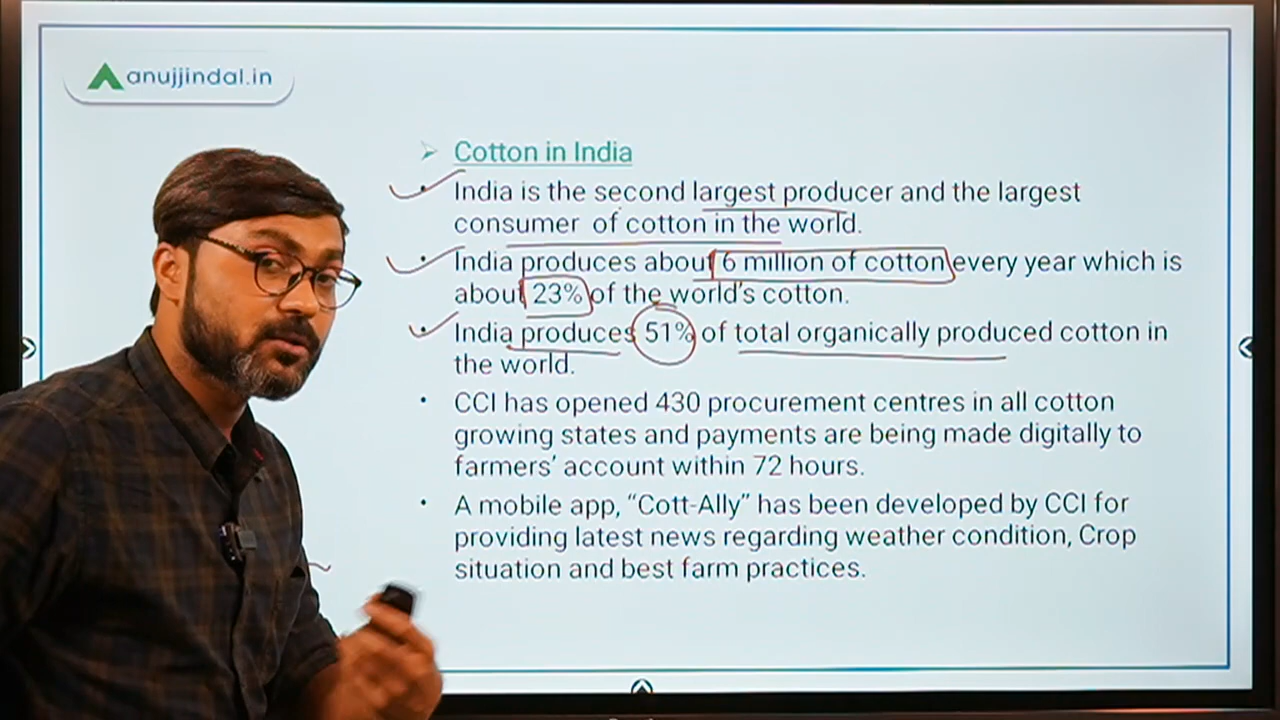 anujjindal.in
Cotton in India
India is the second largest producer and the largest
consumer of cotton in the world.
India produces about 6 million of cotton every year which is
about 23% of the world's cotton.
India produces 51% of total organically produced cotton in
the world.
CCI has opened 430 procurement centres in all cotton
growing states and payments are being made digitally to
farmers' account within 72 hours.
A mobile app, “Cott-Ally” has been developed by CCI for
providing latest news regarding weather condition, Crop
situation and best farm practices.